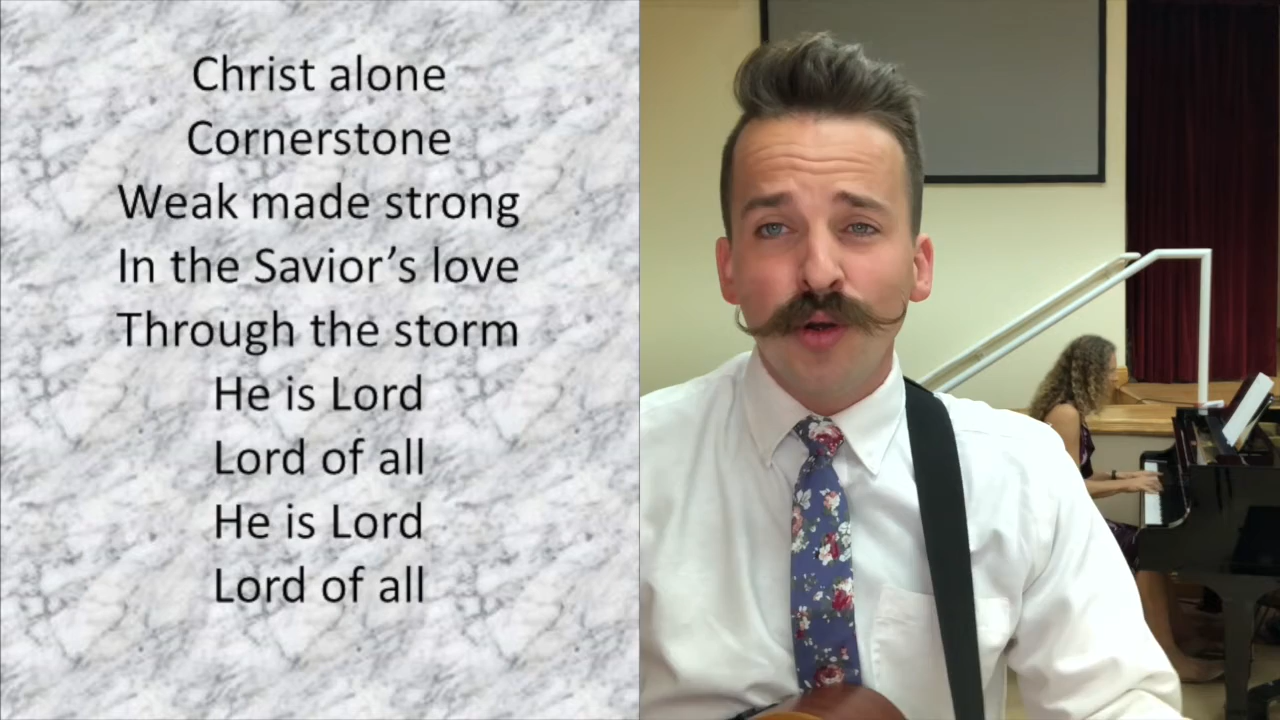 Christ alone
Cornerstone
Weak made strong
In the Savior’s love
Through the storm
He is Lord
Lord of all
He is Lord
Lord of all